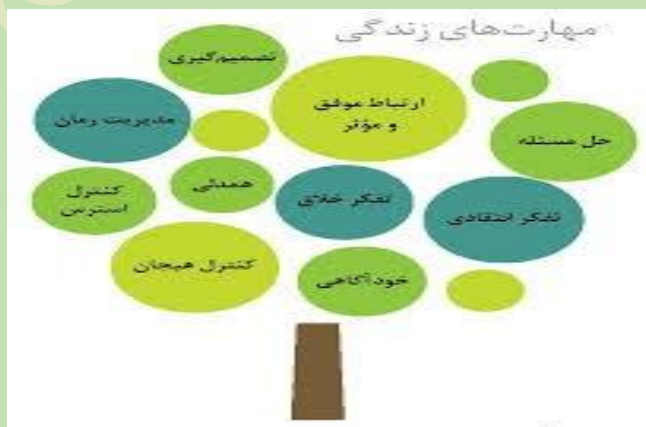 مهارت‌های زندگی
تصمیم‌گیری
ارتباط موفق
و مؤثر
مدیریت زمان
حل مسئله
همدلی
کنترل
استرس
تفکر خلاق
تفکر انتقادی
کنترل هیجان
خودآگاهی